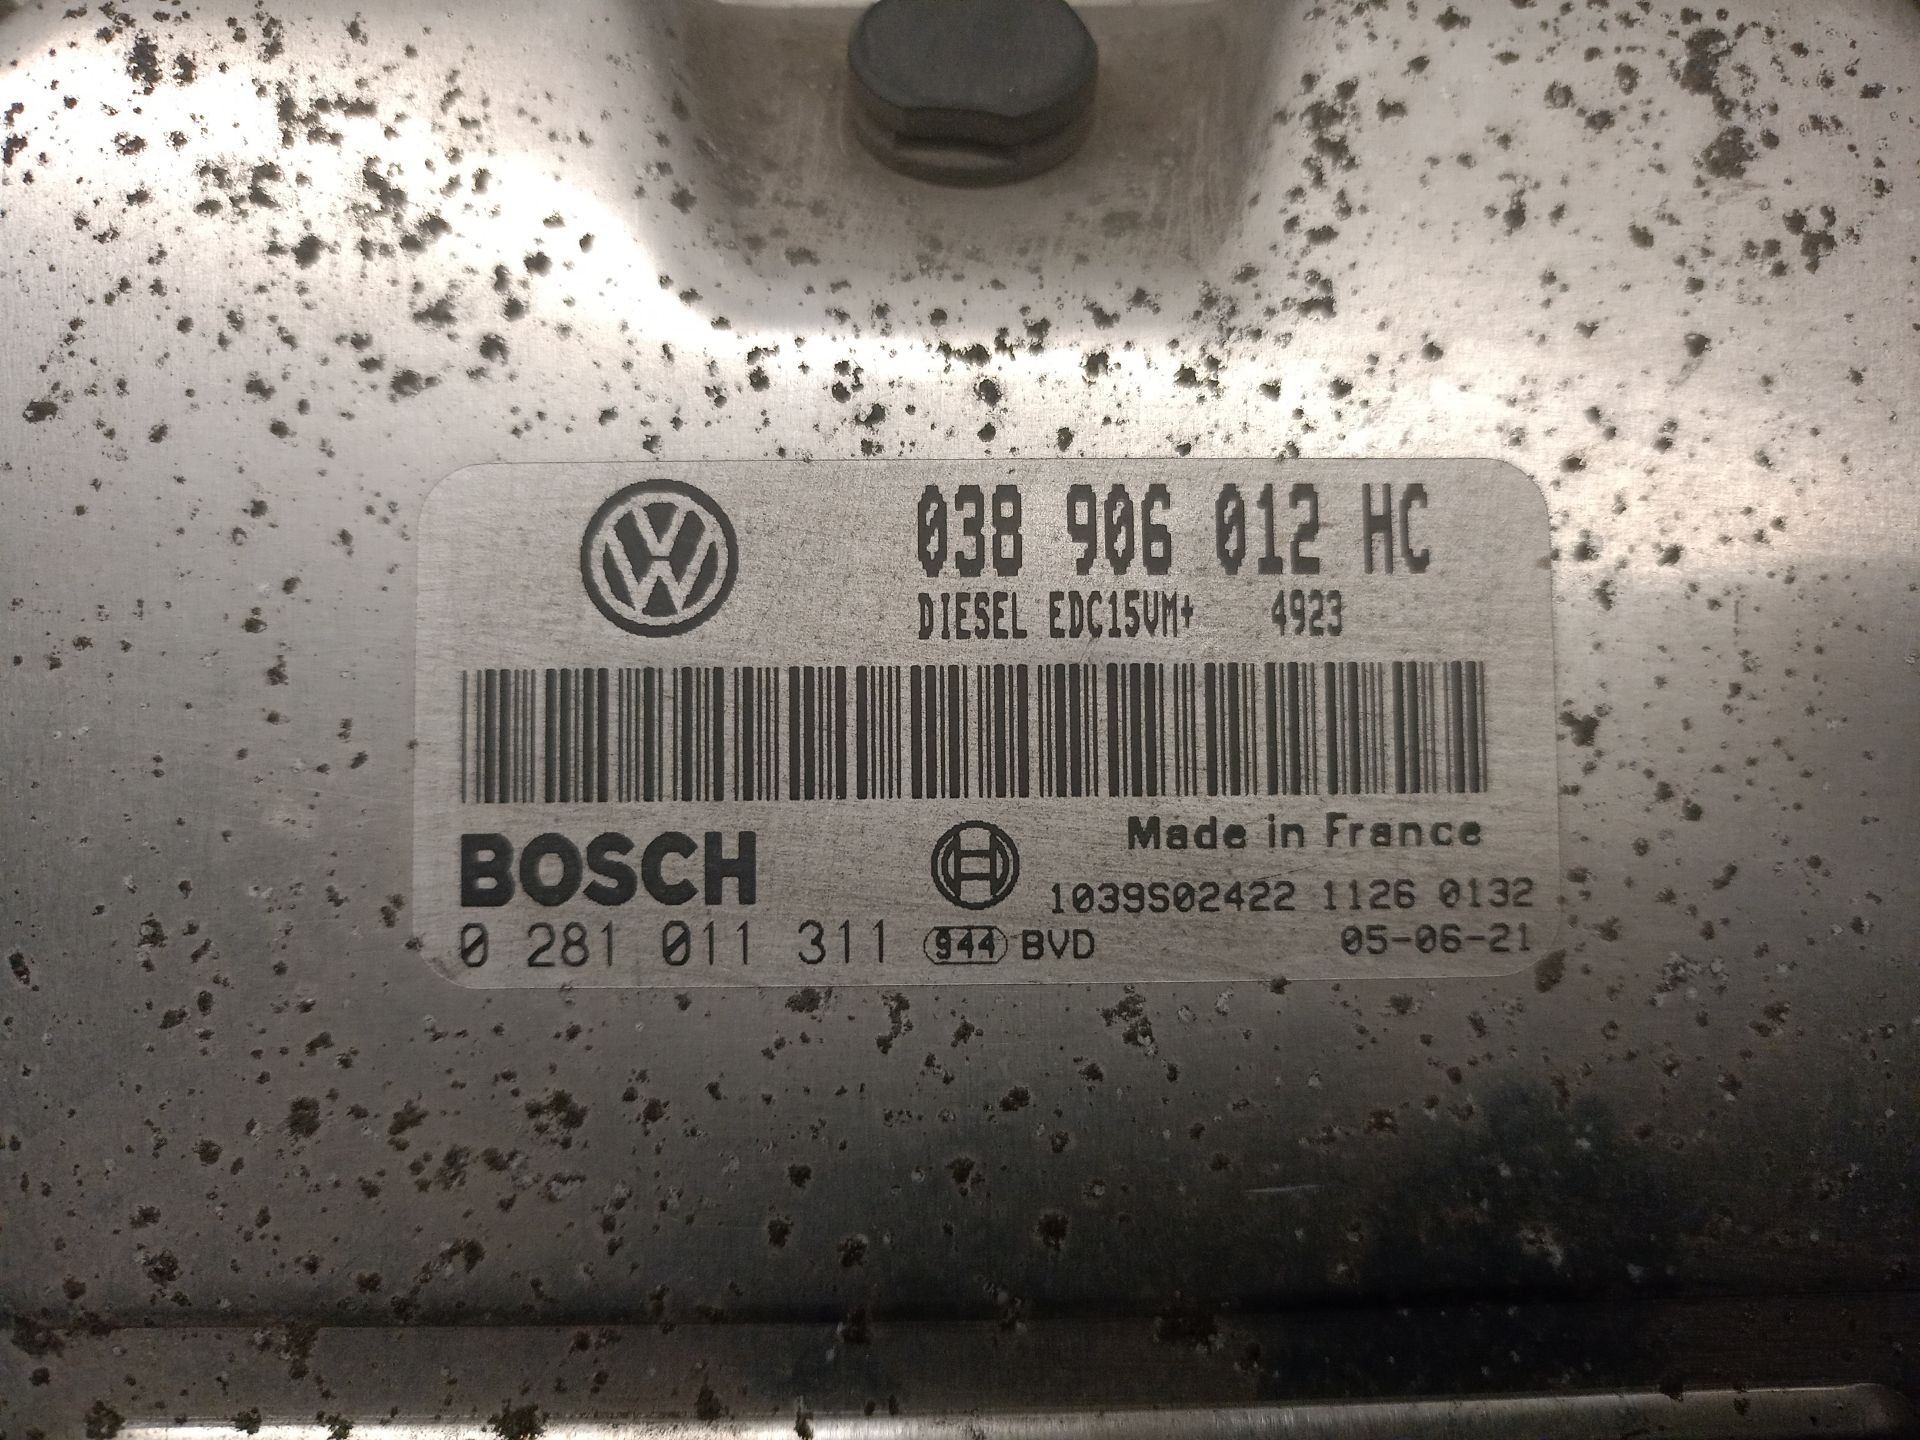 038 906 012 HC
DIESEL EDC15VM+ 4923
BOSCH
Made in France
1039S02422 1126 0132
0 281 011 311 944 BVD 05-06-21